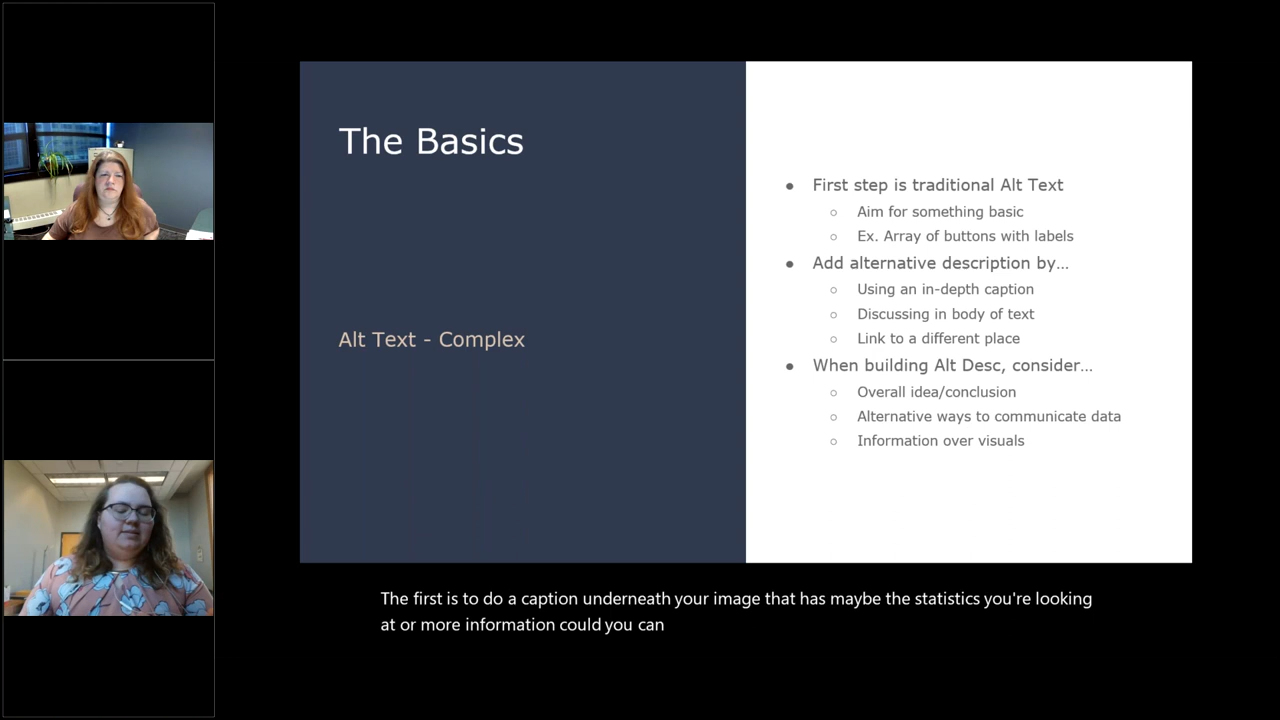 The Basics
Alt Text - Complex
● First step is traditional Alt Text
○ Aim for something basic
○ Ex. Array of buttons with labels
● Add alternative description by…
○ Using an in-depth caption
○ Discussing in body of text
○ Link to a different place
● When building Alt Desc, consider…
○ Overall idea/conclusion
○ Alternative ways to communicate data
○ Information over visuals
The first is to do a caption underneath your image that has maybe the statistics you're looking
at or more information could you can